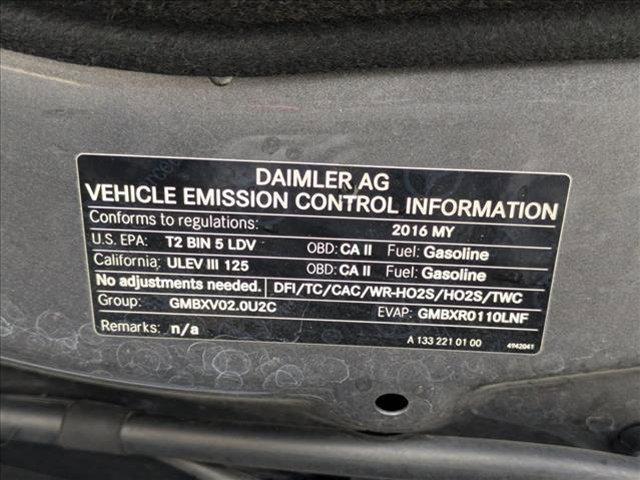 DAIMLER AG
VEHICLE EMISSION CONTROL INFORMATION
Conforms to regulations: 2016 MY
U.S. EPA: T2 BIN 5 LDV OBD: CA II Fuel: Gasoline
California: ULEV III 125 OBD: CA II Fuel: Gasoline
No adjustments needed. DFI/TC/CAC/WR-HO2S/HO2S/TWC
Group: GMBXV02.0U2C EVAP: GMBXR0110LNF
Remarks: n/a A 133 221 01 00 4942041